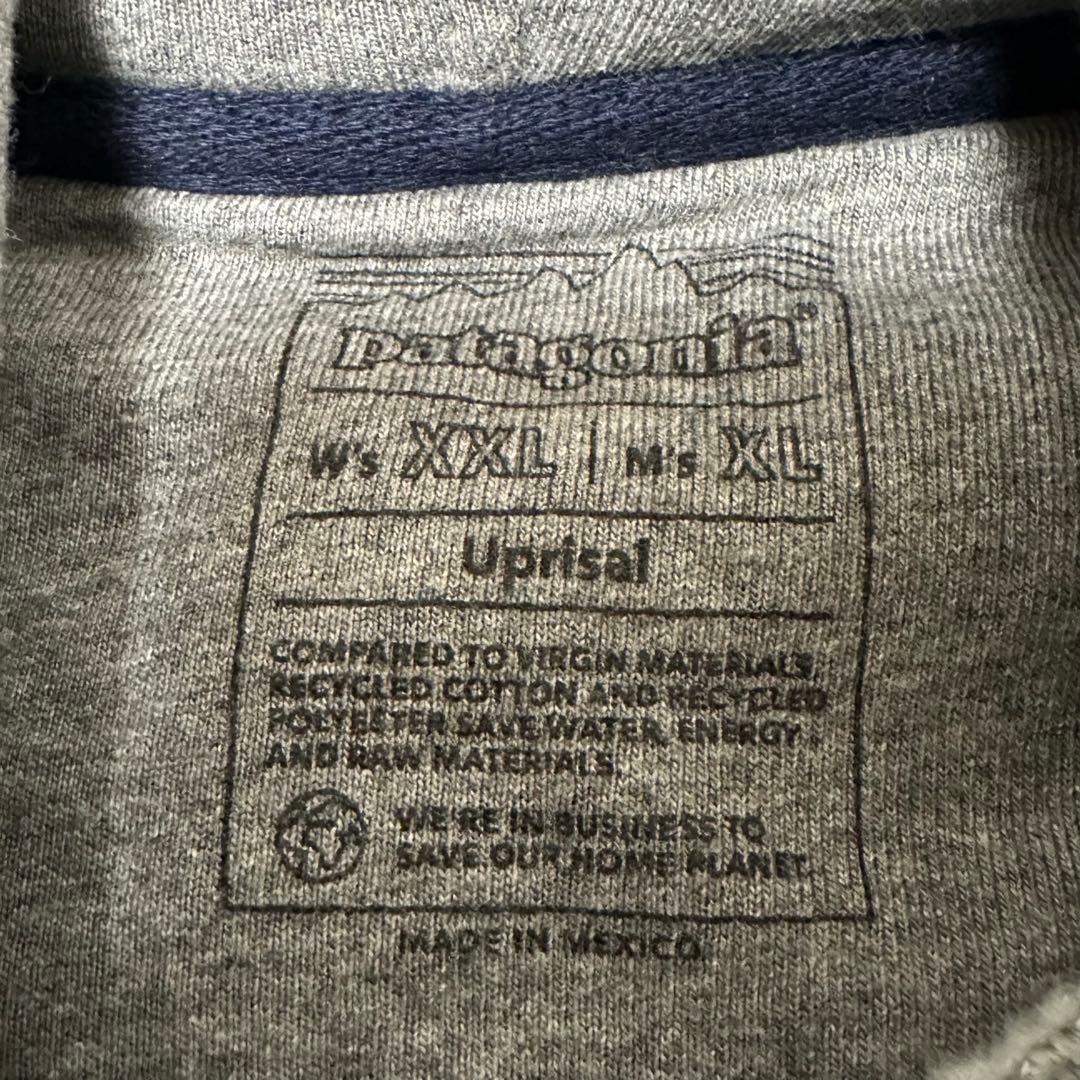 patagonia®
W's XXL | M's XL
Uprisal
COMPARED TO VIRGIN MATERIALS,
RECYCLED COTTON AND RECYCLED
POLYESTER SAVE WATER, ENERGY
AND RAW MATERIALS.
WE'RE IN BUSINESS TO
SAVE OUR HOME PLANET.
MADE IN MEXICO.